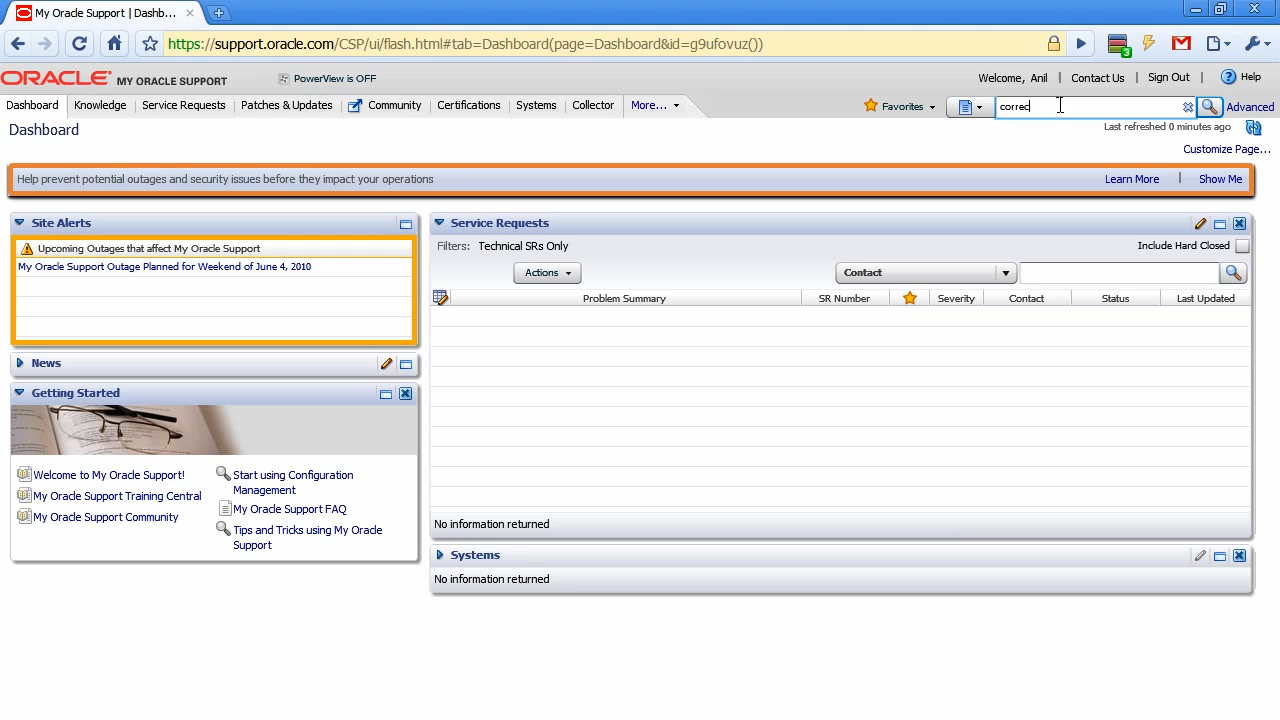 My Oracle Support | Dashb...
https://support.oracle.com/CSP/ui/flash.html#tab=Dashboard(page=Dashboard&id=g9ufovuz())
3
ORACLE MY ORACLE SUPPORT PowerView is OFF Welcome, Anil | Contact Us | Sign Out | Help
Dashboard Knowledge Service Requests Patches & Updates Community Certifications Systems Collector More... Favorites correc Advanced
Dashboard
Last refreshed 0 minutes ago
Customize Page...
Help prevent potential outages and security issues before they impact your operations Learn More | Show Me
Site Alerts
Upcoming Outages that affect My Oracle Support
My Oracle Support Outage Planned for Weekend of June 4, 2010
News
Getting Started
Welcome to My Oracle Support!
My Oracle Support Training Central
My Oracle Support Community
Start using Configuration
Management
My Oracle Support FAQ
Tips and Tricks using My Oracle
Support
Service Requests
Filters: Technical SRs Only Include Hard Closed
Actions Contact
Problem Summary SR Number Severity Contact Status Last Updated
No information returned
Systems
No information returned